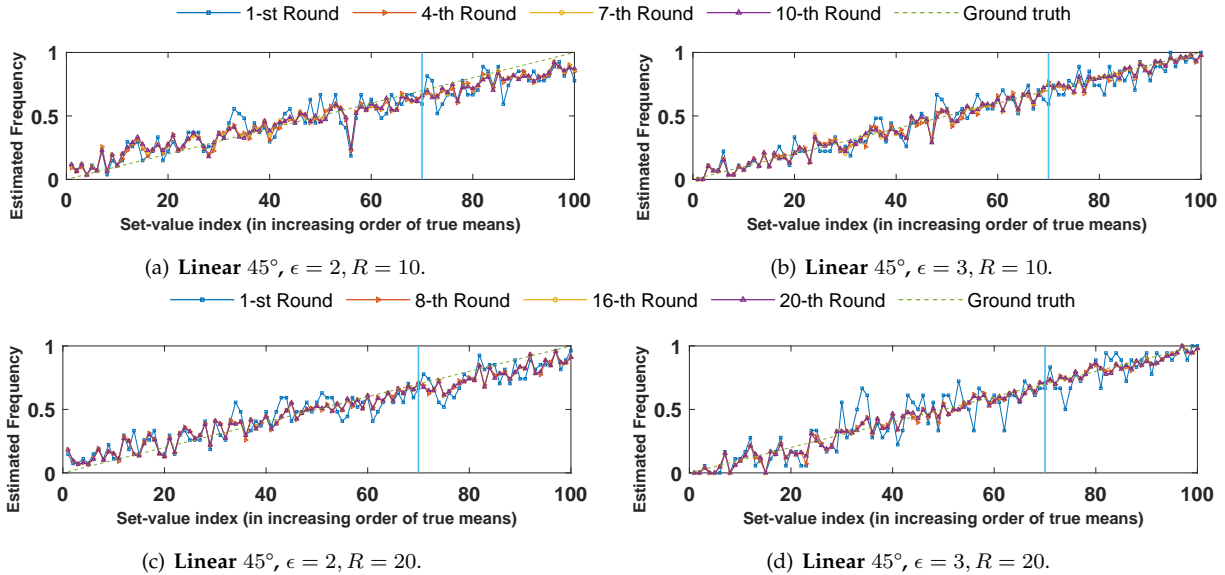 1-st Round 4-th Round 7-th Round 10-th Round Ground truth
Estimated Frequency
1
0.5
0
0 20 40 60 80 100
Set-value index (in increasing order of true means)
(a) Linear 45°, ϵ = 2, R = 10.
Estimated Frequency
1
0.5
0
0 20 40 60 80 100
Set-value index (in increasing order of true means)
(b) Linear 45°, ϵ = 3, R = 10.
1-st Round 8-th Round 16-th Round 20-th Round Ground truth
Estimated Frequency
1
0.5
0
0 20 40 60 80 100
Set-value index (in increasing order of true means)
(c) Linear 45°, ϵ = 2, R = 20.
Estimated Frequency
1
0.5
0
0 20 40 60 80 100
Set-value index (in increasing order of true means)
(d) Linear 45°, ϵ = 3, R = 20.